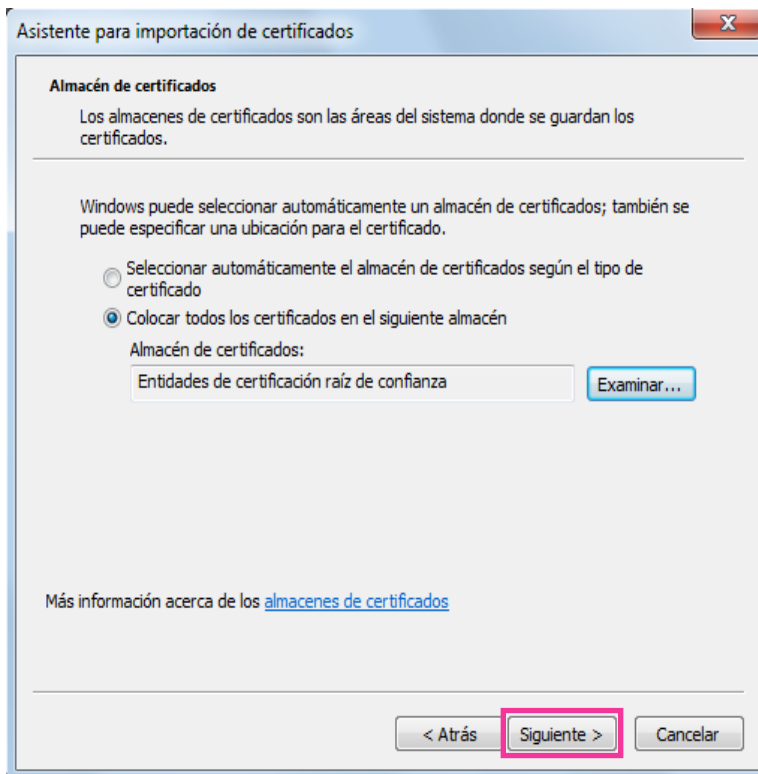 Asistente para importación de certificados
Almacén de certificados
Los almacenes de certificados son las áreas del sistema donde se guardan los
certificados.
Windows puede seleccionar automáticamente un almacén de certificados; también se
puede especificar una ubicación para el certificado.
Seleccionar automáticamente el almacén de certificados según el tipo de
certificado
Colocar todos los certificados en el siguiente almacén
Almacén de certificados:
Entidades de certificación raíz de confianza
Examinar...
Más información acerca de los almacenes de certificados
< Atrás
Siguiente >
Cancelar